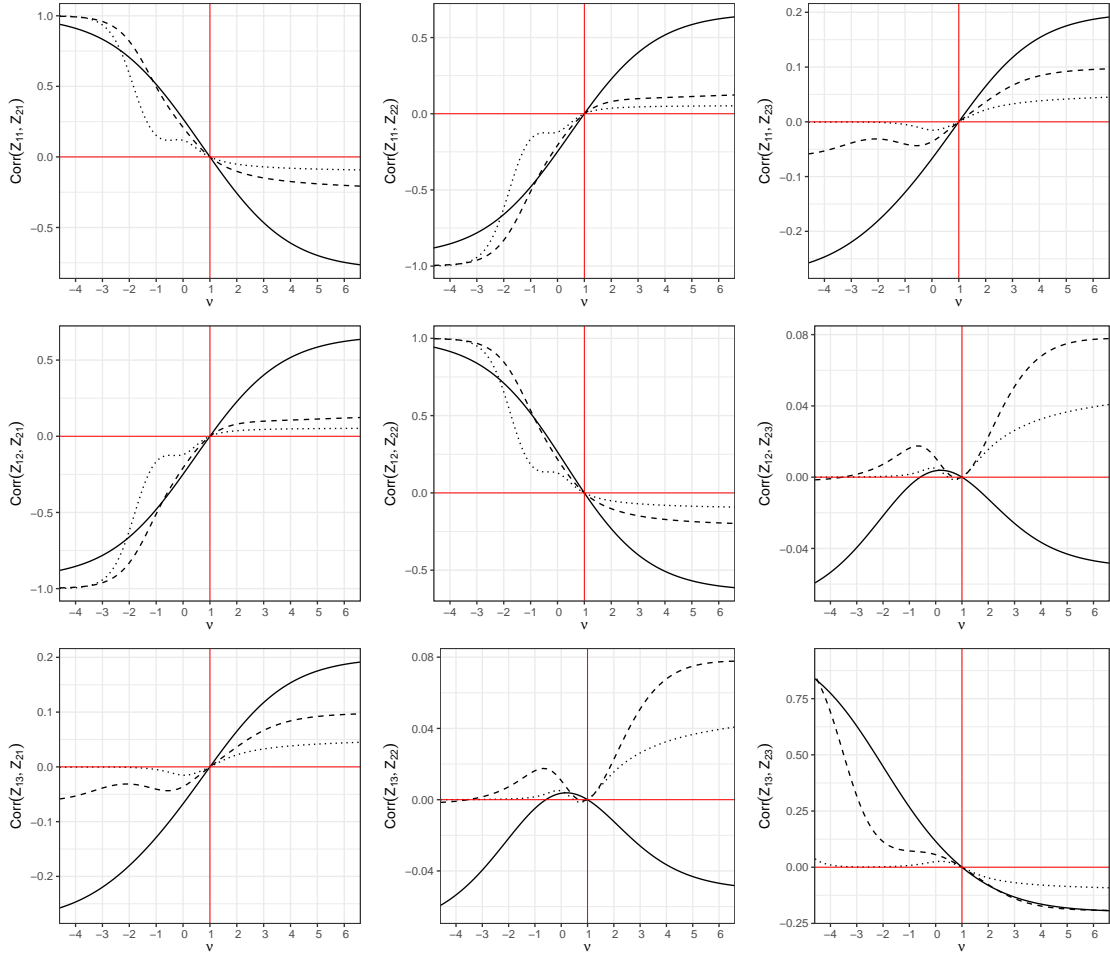 Corr(Z11, Z21)
1.0
0.5
0.0
−0.5
−4 −3 −2 −1 0 1 2 3 4 5 6
ν
Corr(Z11, Z22)
0.5
0.0
−0.5
−1.0
−4 −3 −2 −1 0 1 2 3 4 5 6
ν
Corr(Z11, Z23)
0.2
0.1
0.0
−0.1
−0.2
−4 −3 −2 −1 0 1 2 3 4 5 6
ν
Corr(Z12, Z21)
0.5
0.0
−0.5
−1.0
−4 −3 −2 −1 0 1 2 3 4 5 6
ν
Corr(Z12, Z22)
1.0
0.5
0.0
−0.5
−4 −3 −2 −1 0 1 2 3 4 5 6
ν
Corr(Z12, Z23)
0.08
0.04
0.00
−0.04
−4 −3 −2 −1 0 1 2 3 4 5 6
ν
Corr(Z13, Z21)
0.2
0.1
0.0
−0.1
−0.2
−4 −3 −2 −1 0 1 2 3 4 5 6
ν
Corr(Z13, Z22)
0.08
0.04
0.00
−0.04
−4 −3 −2 −1 0 1 2 3 4 5 6
ν
Corr(Z13, Z23)
0.75
0.50
0.25
0.00
−0.25
−4 −3 −2 −1 0 1 2 3 4 5 6
ν